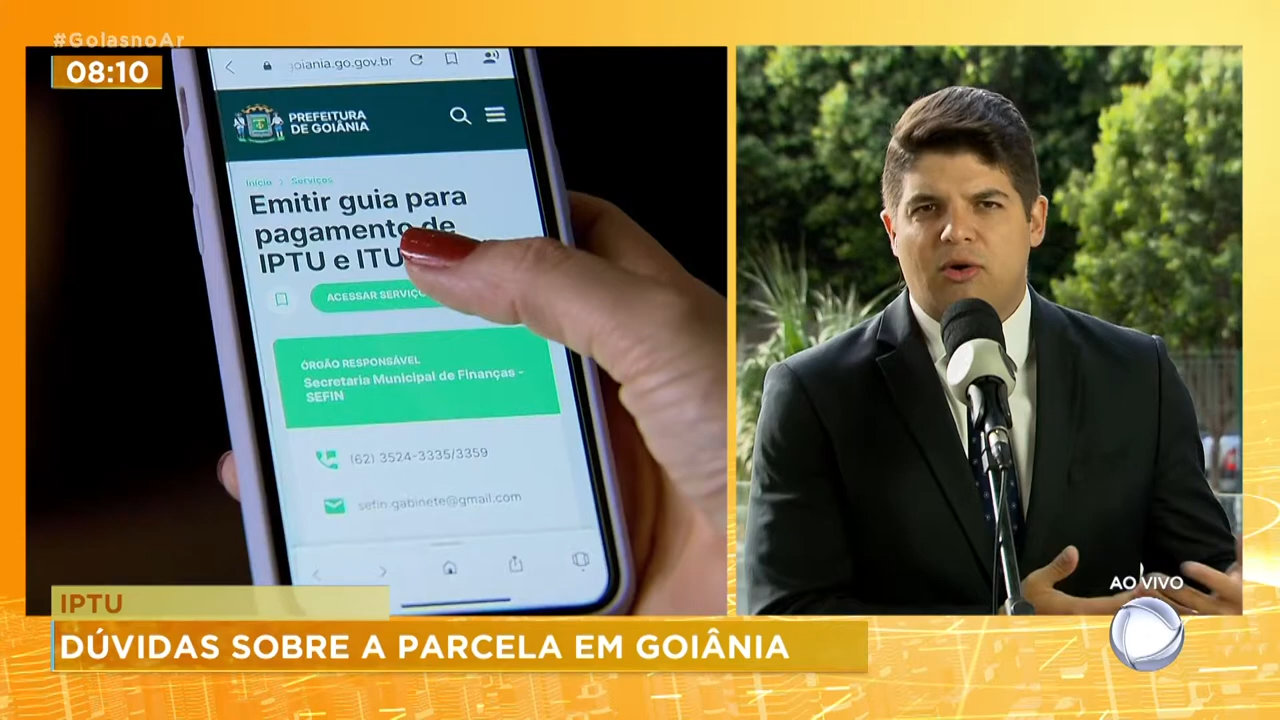 #GoiasnoAr
08:10
goiania.go.gov.br
PREFEITURA
DE GOIÂNIA
Início > Serviços
Emitir guia para
pagamento de
IPTU e ITU
ACESSAR SERVIÇO
ÓRGÃO RESPONSÁVEL
Secretaria Municipal de Finanças -
SEFIN
(62) 3524-3335/3359
sefin.gabinete@gmail.com
AO VIVO
IPTU
DÚVIDAS SOBRE A PARCELA EM GOIÂNIA